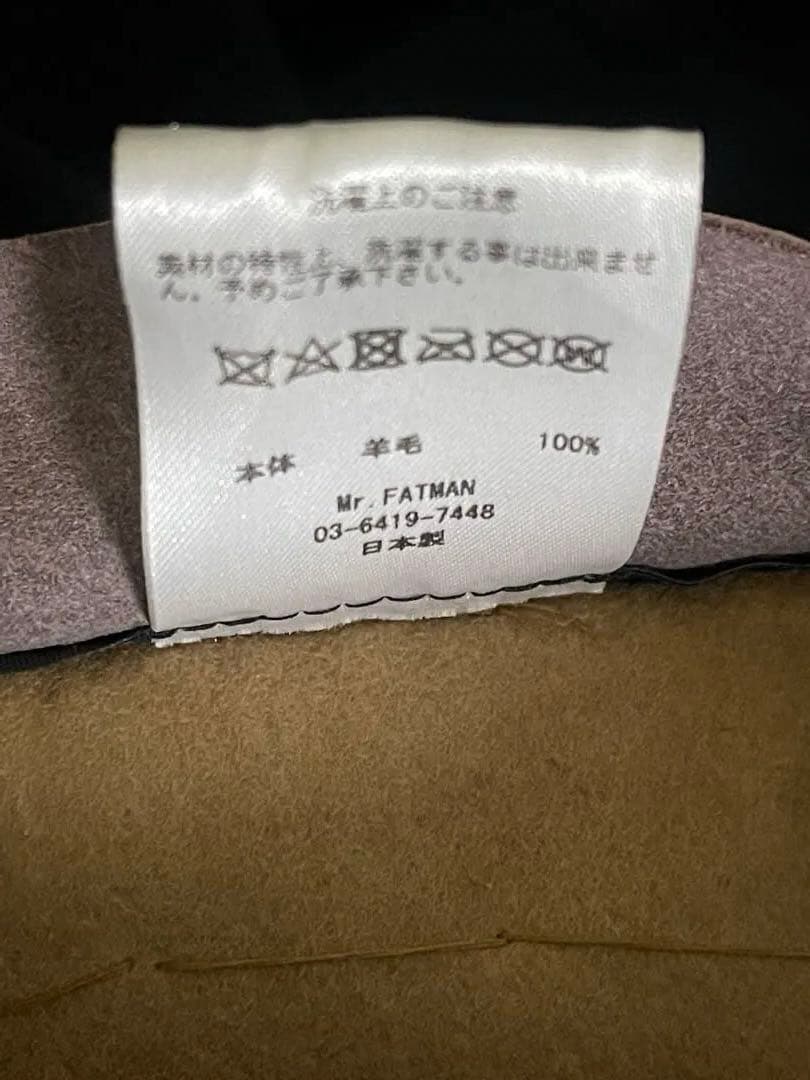 洗濯上のご注意
素材の特性上、洗濯する事は出来ませ
ん。予めご了承下さい。
本体 羊毛 100%
Mr.FATMAN
03-6419-7448
日本製